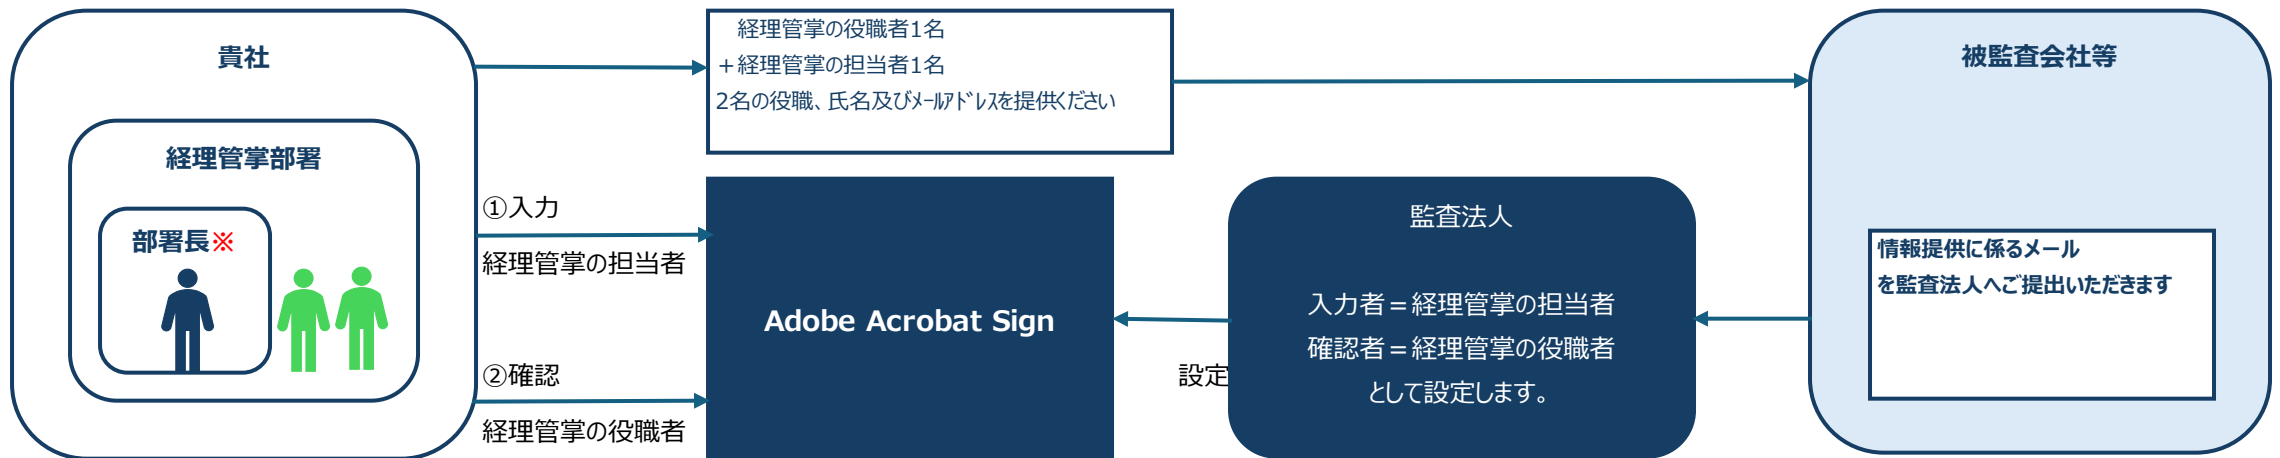 貴社
経理管掌部署
部署長※
経理管掌の役職者1名
＋経理管掌の担当者1名
2名の役職、氏名及びﾒｰﾙｱﾄﾞﾚｽを提供ください
①入力
経理管掌の担当者
②確認
経理管掌の役職者
Adobe Acrobat Sign
設定
監査法人
入力者＝経理管掌の担当者
確認者＝経理管掌の役職者
として設定します。
被監査会社等
情報提供に係るメール
を監査法人へご提出いただきます